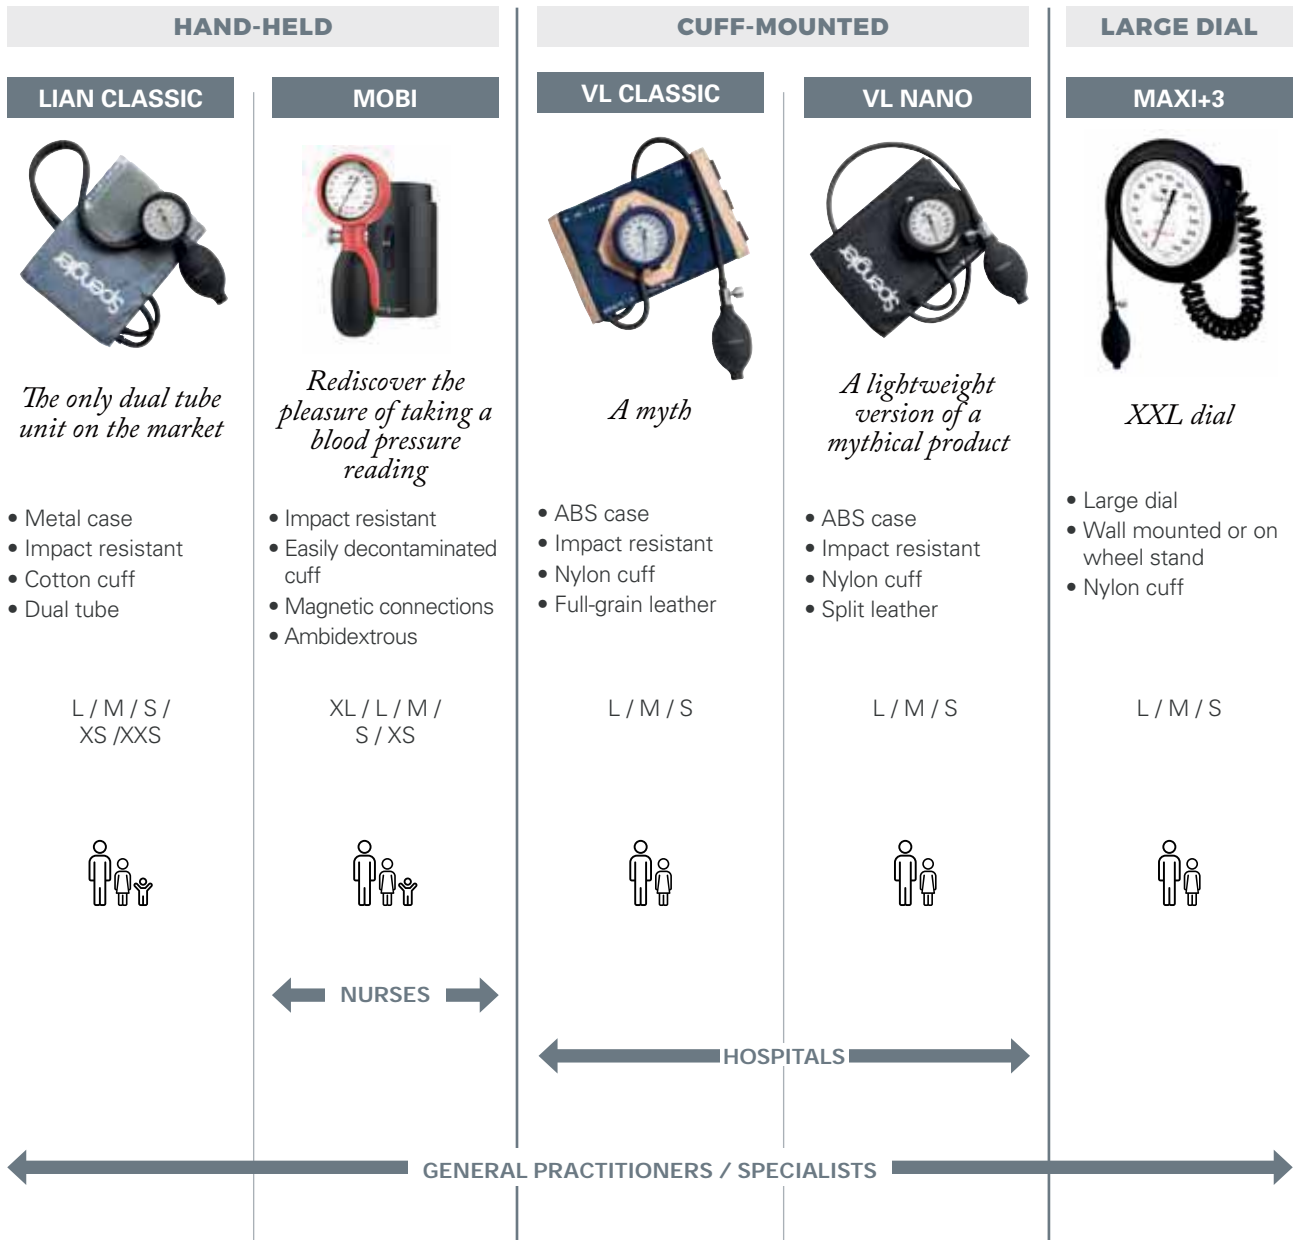 HAND-HELD
CUFF-MOUNTED
LARGE DIAL
LIAN CLASSIC
spengler
The only dual tube
unit on the market
• Metal case
• Impact resistant
• Cotton cuff
• Dual tube
L / M / S /
XS /XXS
MOBI
Rediscover the
pleasure of taking a
blood pressure
reading
• Impact resistant
• Easily decontaminated
cuff
• Magnetic connections
• Ambidextrous
XL / L / M /
S / XS
VL CLASSIC
A myth
• ABS case
• Impact resistant
• Nylon cuff
• Full-grain leather
L / M / S
VL NANO
spengler
A lightweight
version of a
mythical product
• ABS case
• Impact resistant
• Nylon cuff
• Split leather
L / M / S
MAXI+3
XXL dial
• Large dial
• Wall mounted or on
wheel stand
• Nylon cuff
L / M / S
NURSES
HOSPITALS
GENERAL PRACTITIONERS / SPECIALISTS